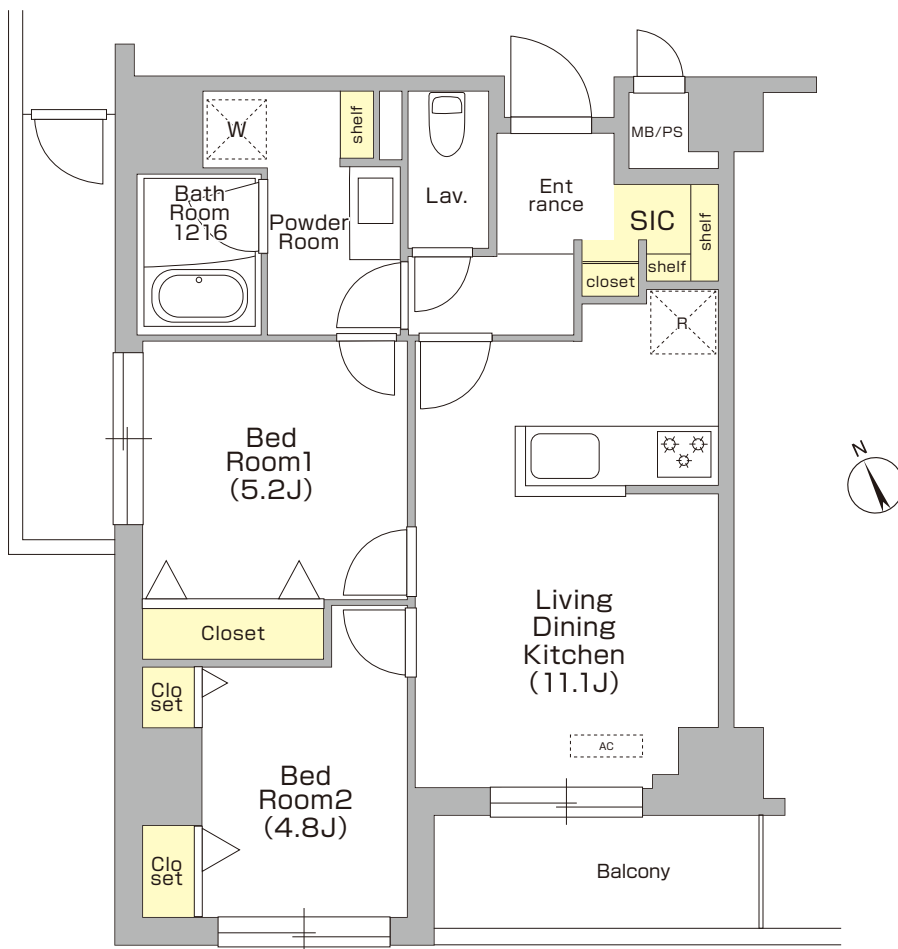 W
shelf
MB/PS
Bath
Room
1216
Powder
Room
Lav.
Ent
rance
SIC
shelf
shelf
closet
R
Bed
Room1
(5.2J)
N
Closet
Living
Dining
Kitchen
(11.1J)
Clo
set
AC
Bed
Room2
(4.8J)
Clo
set
Balcony